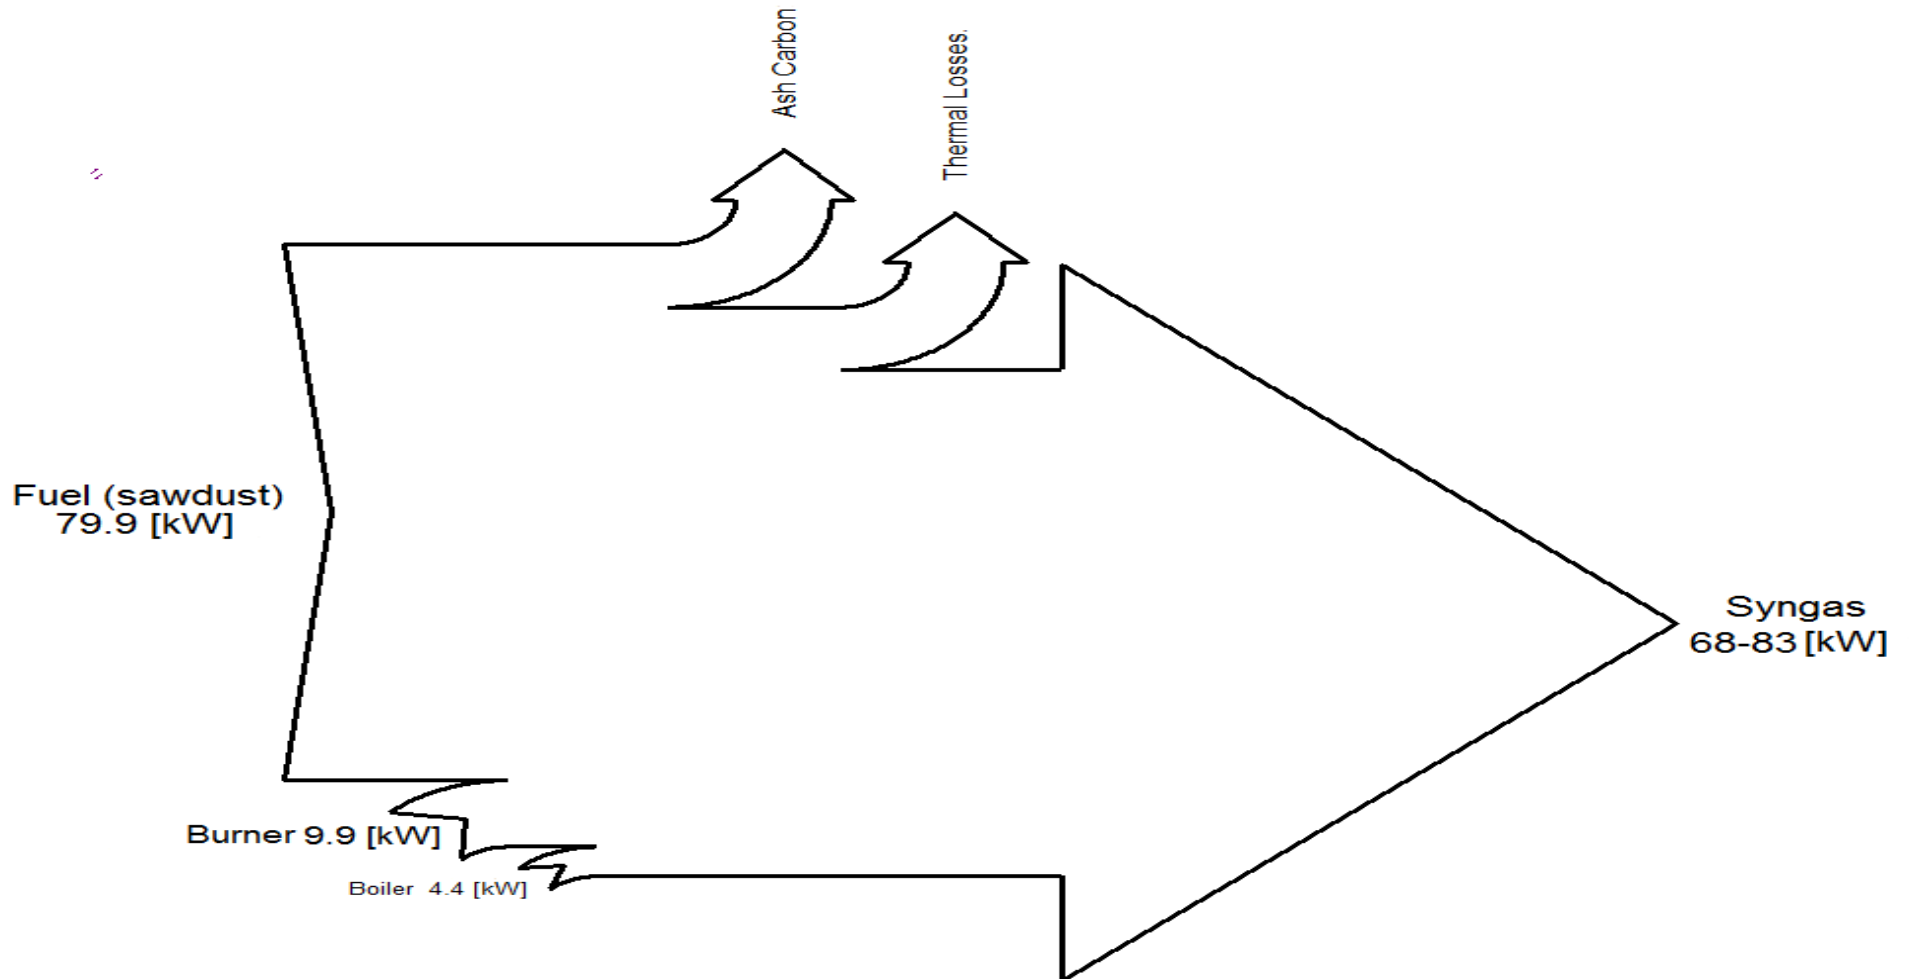 Ash Carbon
Thermal Losses.
Fuel (sawdust)
79.9 [kW]
Syngas
68-83 [kW]
Burner 9.9 [kW]
Boiler 4.4 [kW]